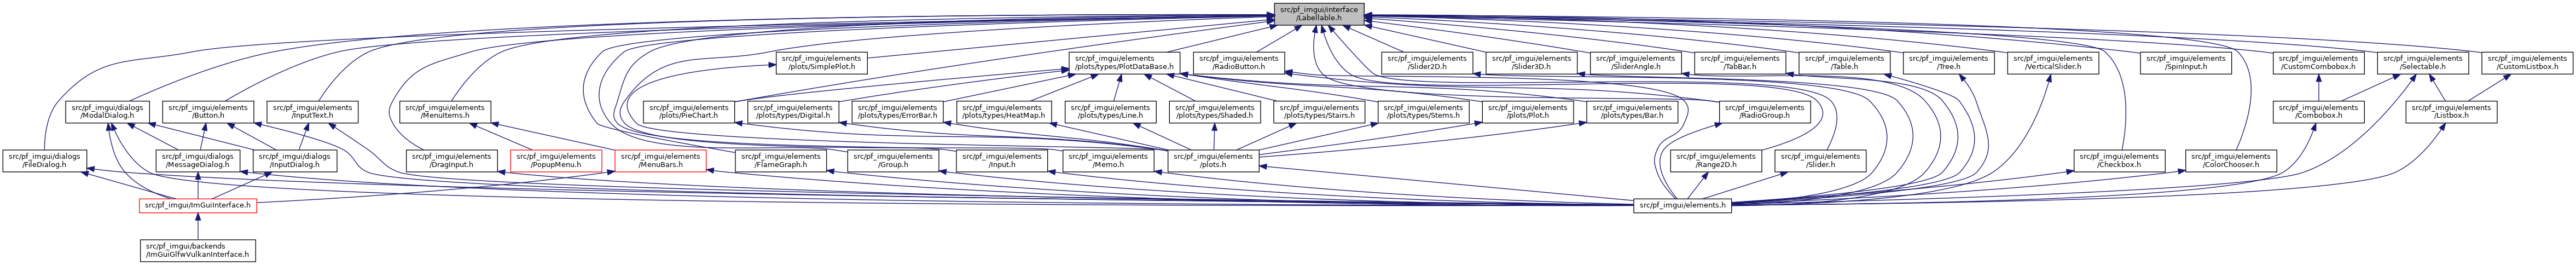 src/pf_imgui/interface
/Labellable.h
src/pf_imgui/elements
/plots/SimplePlot.h
src/pf_imgui/elements
/plots/types/PlotDataBase.h
src/pf_imgui/elements
/RadioButton.h
src/pf_imgui/elements
/Slider2D.h
src/pf_imgui/elements
/Slider3D.h
src/pf_imgui/elements
/SliderAngle.h
src/pf_imgui/elements
/TabBar.h
src/pf_imgui/elements
/Table.h
src/pf_imgui/elements
/Tree.h
src/pf_imgui/elements
/VerticalSlider.h
src/pf_imgui/elements
/SpinInput.h
src/pf_imgui/elements
/CustomCombobox.h
src/pf_imgui/elements
/Selectable.h
src/pf_imgui/elements
/CustomListbox.h
src/pf_imgui/dialogs
/ModalDialog.h
src/pf_imgui/elements
/Button.h
src/pf_imgui/elements
/InputText.h
src/pf_imgui/elements
/MenuItems.h
src/pf_imgui/elements
/plots/PieChart.h
src/pf_imgui/elements
/plots/types/Digital.h
src/pf_imgui/elements
/plots/types/ErrorBar.h
src/pf_imgui/elements
/plots/types/HeatMap.h
src/pf_imgui/elements
/plots/types/Line.h
src/pf_imgui/elements
/plots/types/Shaded.h
src/pf_imgui/elements
/plots/types/Stairs.h
src/pf_imgui/elements
/plots/types/Stems.h
src/pf_imgui/elements
/plots/Plot.h
src/pf_imgui/elements
/plots/types/Bar.h
src/pf_imgui/elements
/RadioGroup.h
src/pf_imgui/elements
/Combobox.h
src/pf_imgui/elements
/Listbox.h
src/pf_imgui/dialogs
/FileDialog.h
src/pf_imgui/dialogs
/MessageDialog.h
src/pf_imgui/dialogs
/InputDialog.h
src/pf_imgui/elements
/DragInput.h
src/pf_imgui/elements
/PopupMenu.h
src/pf_imgui/elements
/MenuBars.h
src/pf_imgui/elements
/FlameGraph.h
src/pf_imgui/elements
/Group.h
src/pf_imgui/elements
/Input.h
src/pf_imgui/elements
/Memo.h
src/pf_imgui/elements
/plots.h
src/pf_imgui/elements
/Range2D.h
src/pf_imgui/elements
/Slider.h
src/pf_imgui/elements
/Checkbox.h
src/pf_imgui/elements
/ColorChooser.h
src/pf_imgui/ImGuiInterface.h
src/pf_imgui/elements.h
src/pf_imgui/backends
/ImGuiGlfwVulkanInterface.h